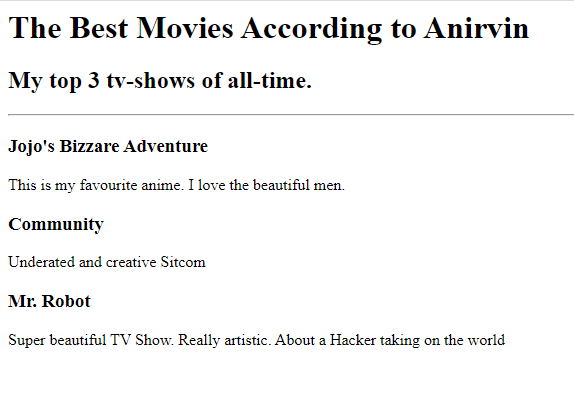 The Best Movies According to Anirvin
My top 3 tv-shows of all-time.
Jojo's Bizzare Adventure
This is my favourite anime. I love the beautiful men.
Community
Underated and creative Sitcom
Mr. Robot
Super beautiful TV Show. Really artistic. About a Hacker taking on the world